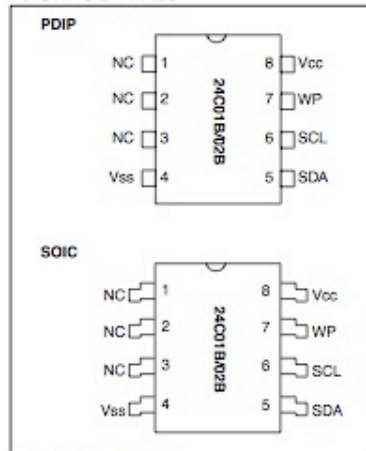 PDIP
NC 1 8 Vcc
NC 2 7 WP
NC 3 6 SCL
Vss 4 5 SDA
24C01B/02B
SOIC
NC 1 8 Vcc
NC 2 7 WP
NC 3 6 SCL
Vss 4 5 SDA
24C01B/02B